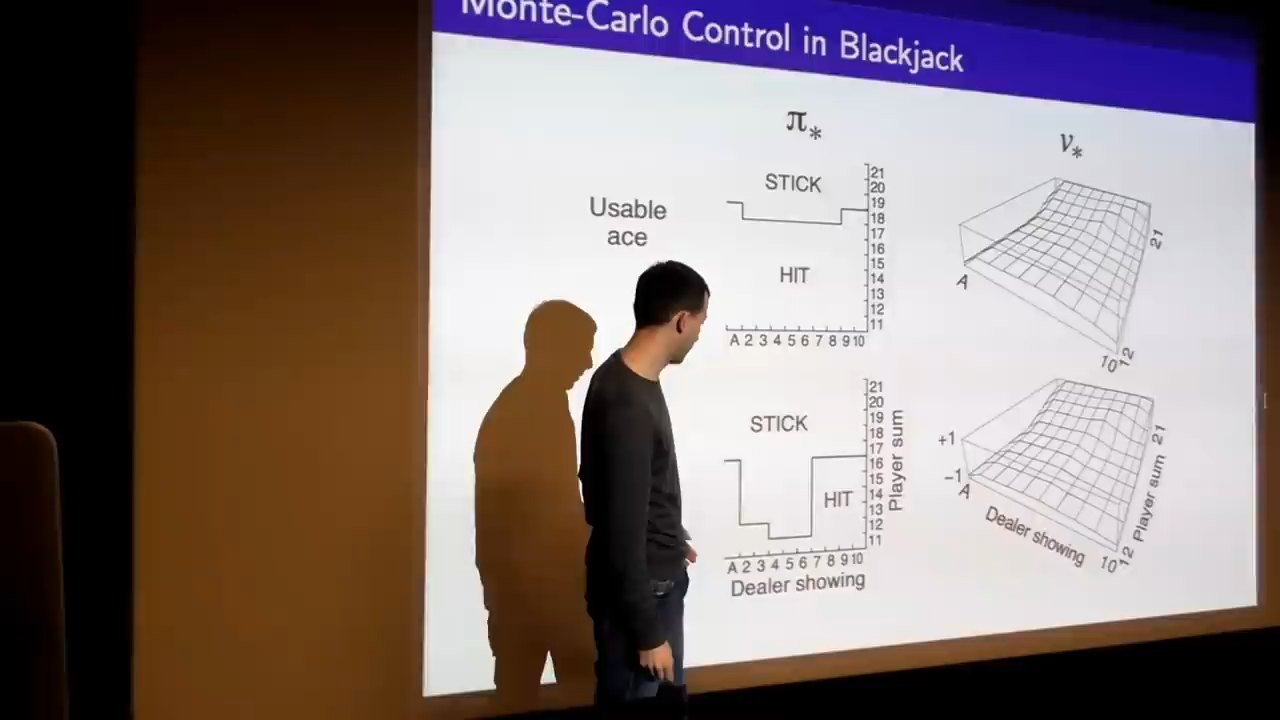 Monte-Carlo Control in Blackjack
π*
v*
Usable
ace
STICK
HIT
21
20
19
18
17
16
15
14
13
12
11
A 2 3 4 5 6 7 8 9 10
A
21
10
12
STICK
HIT
21
20
19
18
17
16
15
14
13
12
11
Player sum
A 2 3 4 5 6 7 8 9 10
Dealer showing
+1
−1
A
Dealer showing
10
12
Player sum
21